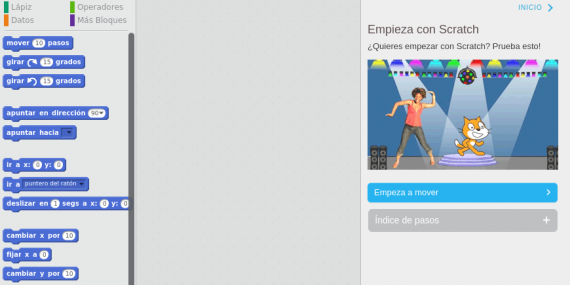 Lápiz
Operadores
Datos
Más Bloques
mover 10 pasos
girar 15 grados
girar 15 grados
apuntar en dirección 90
apuntar hacia
ir a x: 0 y: 0
ir a puntero del ratón
deslizar en 1 segs a x: 0 y: 0
cambiar x por 10
fijar x a 0
cambiar y por 10
INICIO
Empieza con Scratch
¿Quieres empezar con Scratch? Prueba esto!
Empeza a mover
Índice de pasos